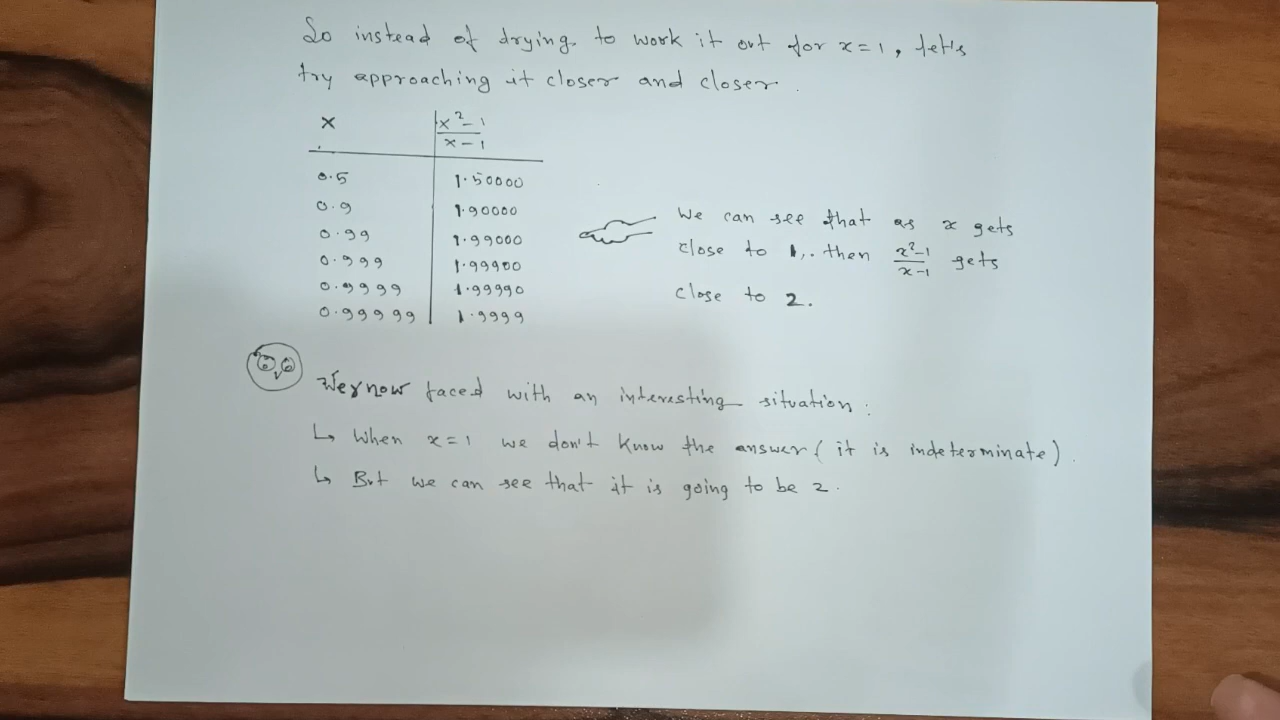 So instead of drying to work it out for x=1, let's
try approaching it closer and closer.
x | x²-1 / x-1
0.5 | 1.50000
0.9 | 1.90000
0.99 | 1.99000
0.999 | 1.99900
0.9999 | 1.99990
0.99999 | 1.9999
We can see that as x gets
close to 1,. then x²-1 / x-1 gets
close to 2.
now faced with an interesting situation:
↳ When x=1 we don't know the answer (it is indeterminate).
↳ But we can see that it is going to be 2.